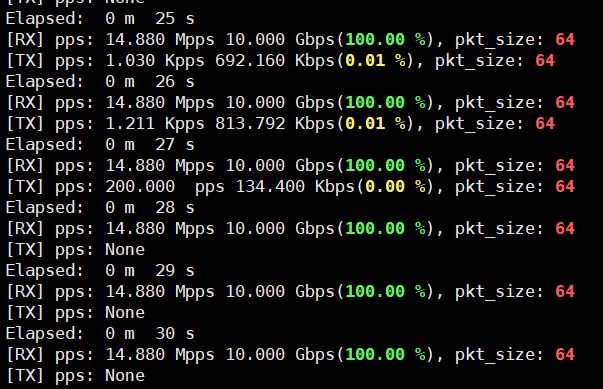 [TX] pps: None
Elapsed:  0 m  25 s
[RX] pps: 14.880 Mpps 10.000 Gbps(100.00 %), pkt_size: 64
[TX] pps: 1.030 Kpps 692.160 Kbps(0.01 %), pkt_size: 64
Elapsed:  0 m  26 s
[RX] pps: 14.880 Mpps 10.000 Gbps(100.00 %), pkt_size: 64
[TX] pps: 1.211 Kpps 813.792 Kbps(0.01 %), pkt_size: 64
Elapsed:  0 m  27 s
[RX] pps: 14.880 Mpps 10.000 Gbps(100.00 %), pkt_size: 64
[TX] pps: 200.000  pps 134.400 Kbps(0.00 %), pkt_size: 64
Elapsed:  0 m  28 s
[RX] pps: 14.880 Mpps 10.000 Gbps(100.00 %), pkt_size: 64
[TX] pps: None
Elapsed:  0 m  29 s
[RX] pps: 14.880 Mpps 10.000 Gbps(100.00 %), pkt_size: 64
[TX] pps: None
Elapsed:  0 m  30 s
[RX] pps: 14.880 Mpps 10.000 Gbps(100.00 %), pkt_size: 64
[TX] pps: None